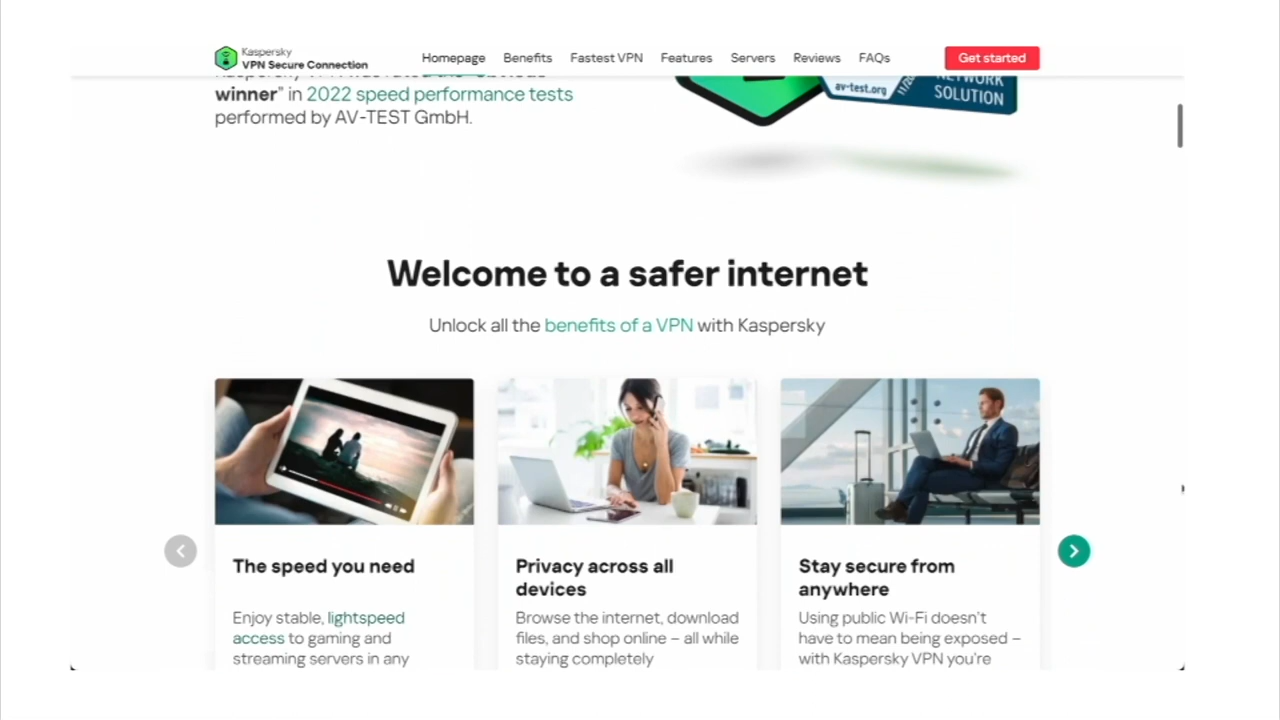 Kaspersky
VPN Secure Connection
Homepage Benefits Fastest VPN Features Servers Reviews FAQs
Get started
winner" in 2022 speed performance tests
performed by AV-TEST GmbH.
av-test.org
NETWORK
SOLUTION
Welcome to a safer internet
Unlock all the benefits of a VPN with Kaspersky
The speed you need
Enjoy stable, lightspeed
access to gaming and
streaming servers in any
Privacy across all
devices
Browse the internet, download
files, and shop online – all while
staying completely
Stay secure from
anywhere
Using public Wi-Fi doesn't
have to mean being exposed –
with Kaspersky VPN you're